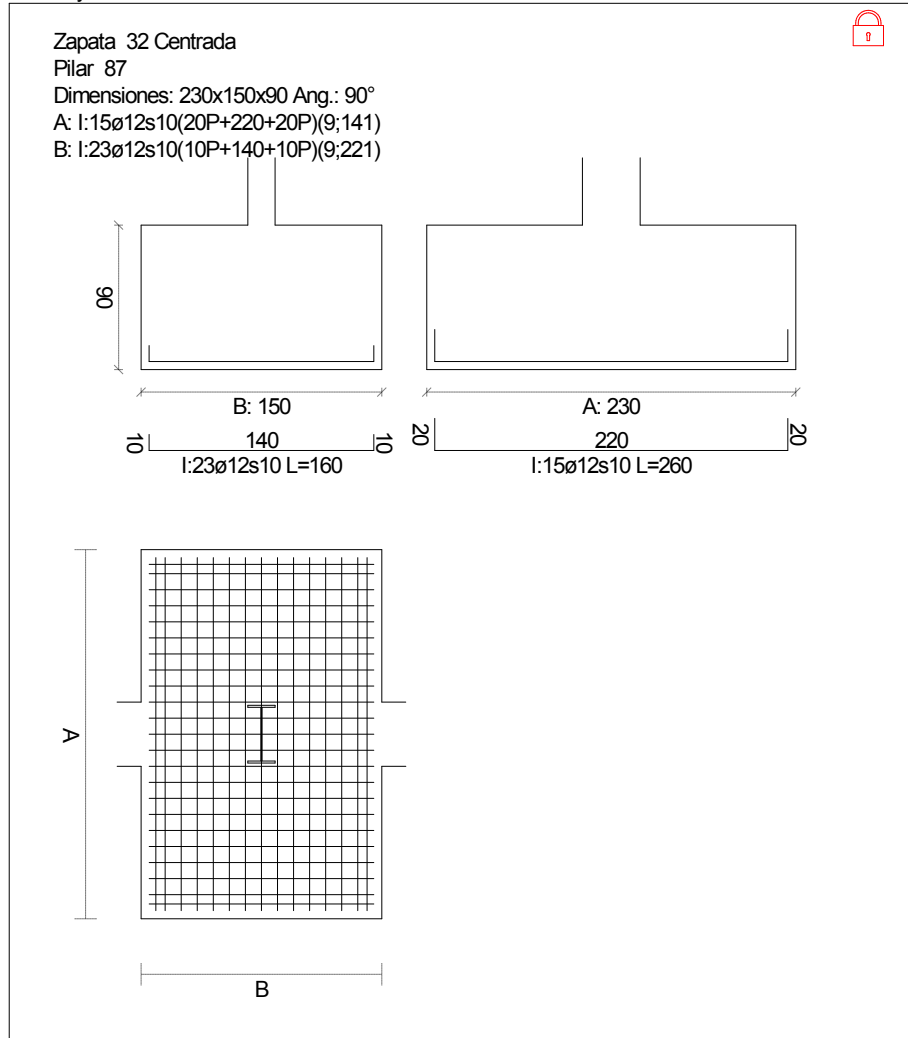 Zapata 32 Centrada
Pilar 87
Dimensiones: 230x150x90 Ang.: 90°
A: I:15ø12s10(20P+220+20P)(9;141)
B: I:23ø12s10(10P+140+10P)(9;221)
90
B: 150
A: 230
10
140
10
20
220
20
I:23ø12s10 L=160
I:15ø12s10 L=260
A
B